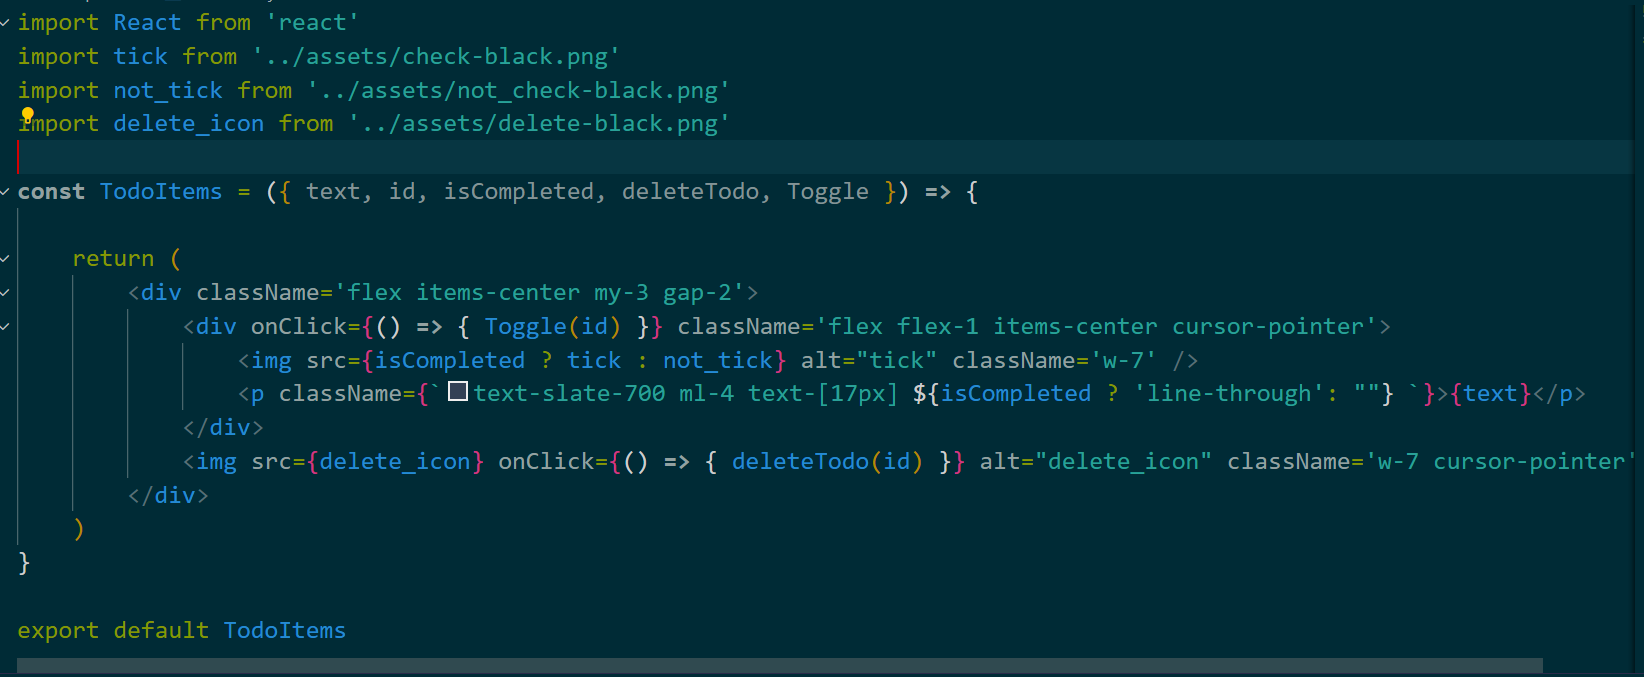 import React from 'react'
import tick from '../assets/check-black.png'
import not_tick from '../assets/not_check-black.png'
import delete_icon from '../assets/delete-black.png'
const TodoItems = ({ text, id, isCompleted, deleteTodo, Toggle }) => {
return (
<div className='flex items-center my-3 gap-2'>
<div onClick={() => { Toggle(id) }} className='flex flex-1 items-center cursor-pointer'>
<img src={isCompleted ? tick : not_tick} alt="tick" className='w-7' />
<p className={`text-slate-700 ml-4 text-[17px] ${isCompleted ? 'line-through': ""} `}>{text}</p>
</div>
<img src={delete_icon} onClick={() => { deleteTodo(id) }} alt="delete_icon" className='w-7 cursor-pointer'
</div>
)
}
export default TodoItems